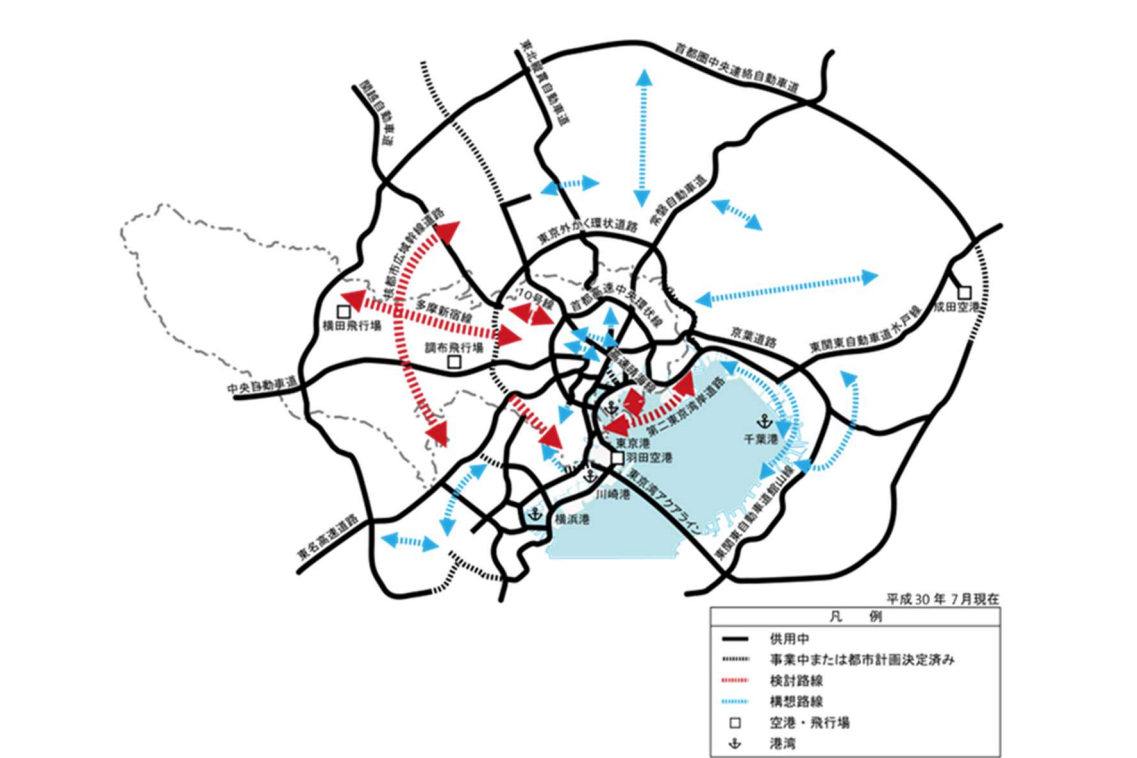 首都圏中央連絡自動車道
東北縦貫自動車道
関越自動車道
常磐自動車道
東京外かく環状道路
核都市広域幹線道路
多摩新宿線
10号線
首都高速中央環状線
横田飛行場
調布飛行場
中央自動車道
高速晴海線
京葉道路
東関東自動車道水戸線
成田空港
第二東京湾岸道路
千葉港
東京港
羽田空港
川崎港
横浜港
東京湾アクアライン
東関東自動車道館山線
東名高速道路
平成30年7月現在
凡 例
供用中
事業中または都市計画決定済み
検討路線
構想路線
空港・飛行場
港湾